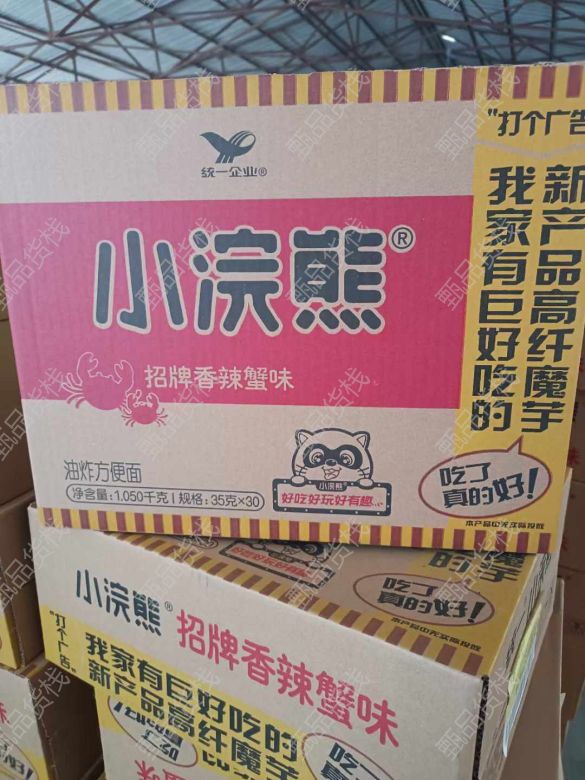 统一企业®
小浣熊®
招牌香辣蟹味
油炸方便面
净含量:1.050千克 | 规格:35克×30
小浣熊
好吃好玩好有趣
"打个广告
新产品高纤魔芋
我家有巨好吃的
吃了
真的好!
小浣熊®
招牌香辣蟹味
"打个广告"
我家有巨好吃的
新产品高纤魔芋
吃了
真的好!
甄品货栈